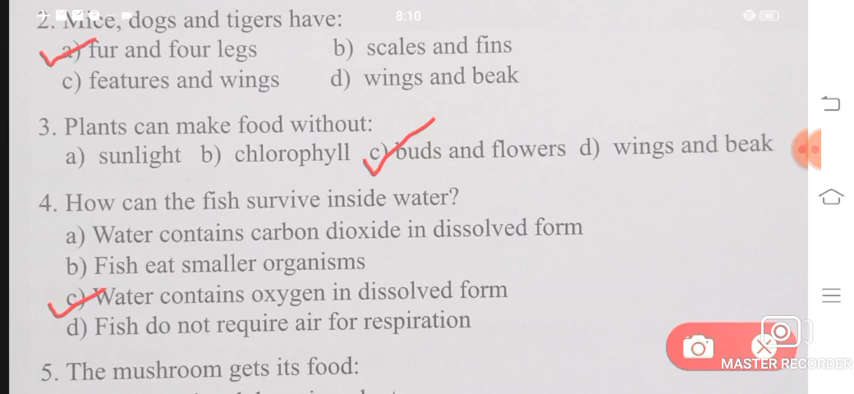 8:10
2. Mice, dogs and tigers have:
a) fur and four legs b) scales and fins
c) features and wings d) wings and beak
3. Plants can make food without:
a) sunlight b) chlorophyll c) buds and flowers d) wings and beak
4. How can the fish survive inside water?
a) Water contains carbon dioxide in dissolved form
b) Fish eat smaller organisms
c) Water contains oxygen in dissolved form
d) Fish do not require air for respiration
5. The mushroom gets its food:
MASTER RECORDER